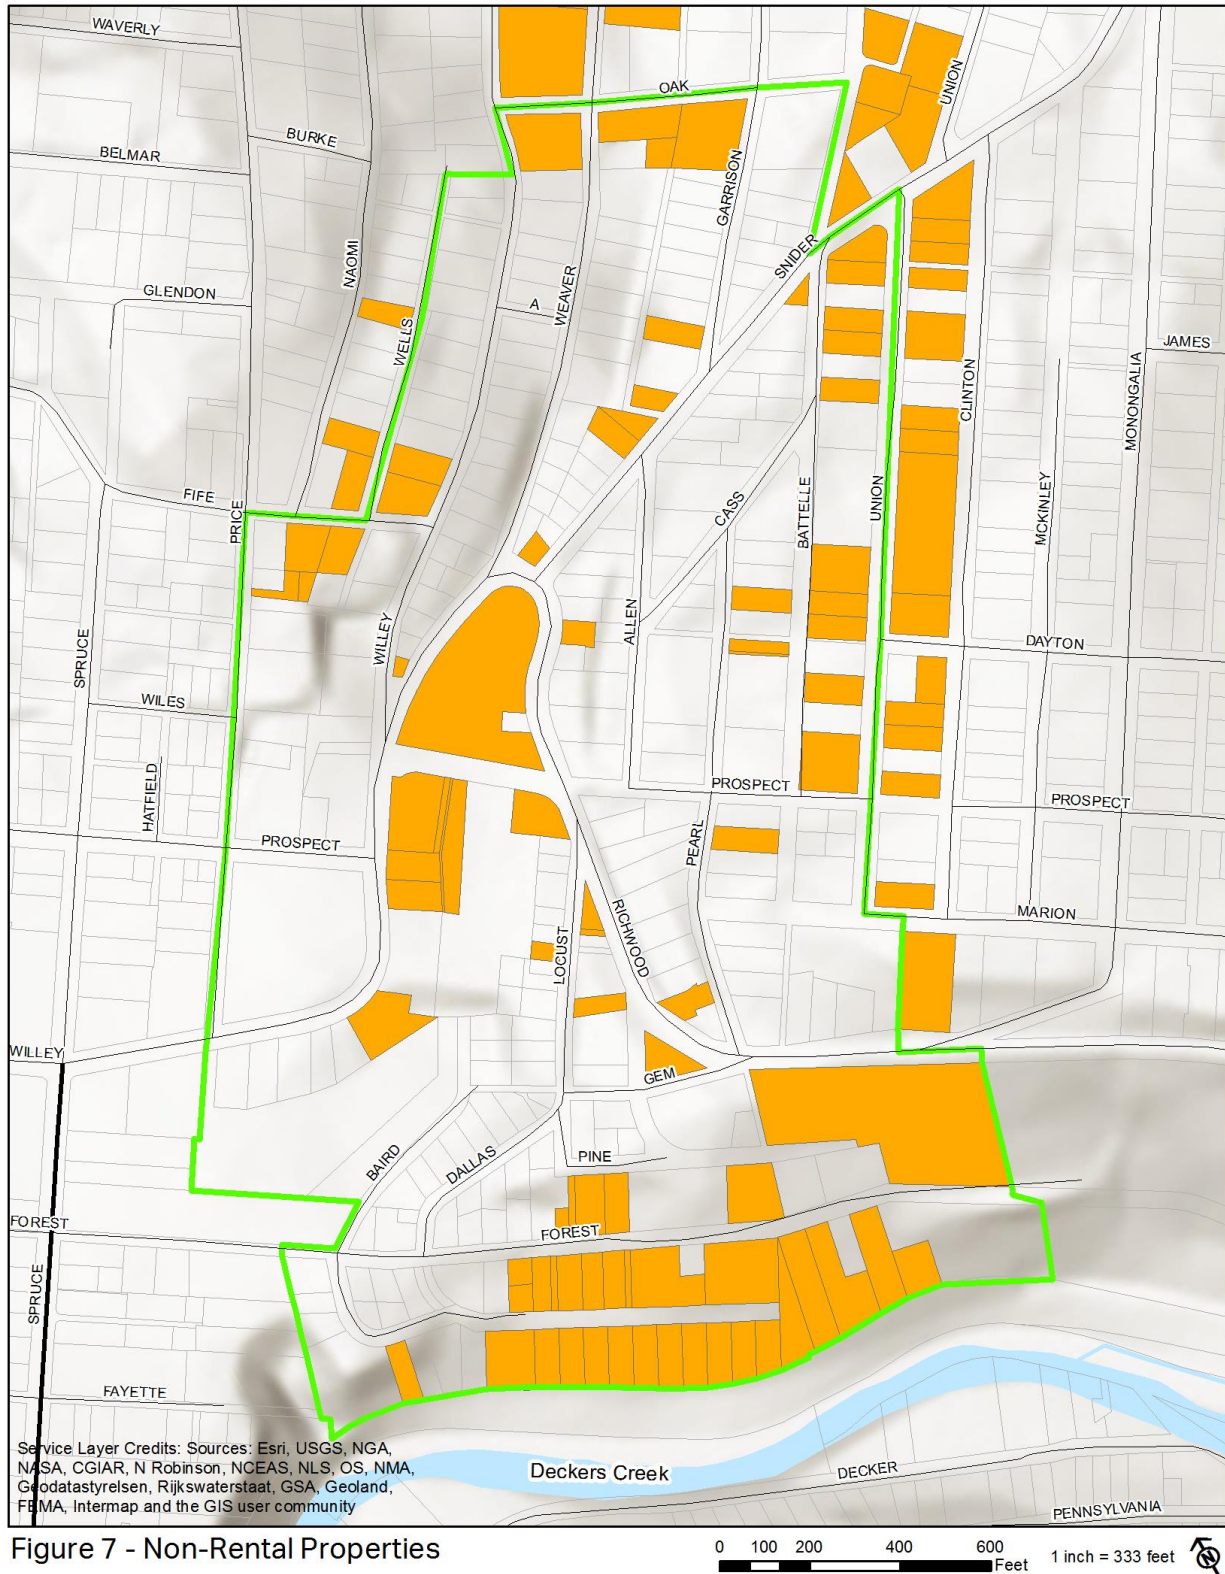 WAVERLY
OAK
UNION
BURKE
BELMAR
GARRISON
NAOMI
SNIDER
GLENDON
WEAVER
A
WELLS
JAMES
CLINTON
MONONGALIA
FIFE
PRICE
CASS
BATTELLE
UNION
MCKINLEY
ALLEN
SPRUCE
WILLEY
DAYTON
WILES
HATFIELD
PROSPECT
PROSPECT
PROSPECT
PEARL
RICHWOOD
LOCUST
MARION
WILLEY
GEM
BAIRD
DALLAS
PINE
FOREST
FOREST
SPRUCE
FAYETTE
Service Layer Credits: Sources: Esri, USGS, NGA,
NASA, CGIAR, N Robinson, NCEAS, NLS, OS, NMA,
Geodatastyrelsen, Rijkswaterstaat, GSA, Geoland,
FEMA, Intermap and the GIS user community
Deckers Creek
DECKER
PENNSYLVANIA
Figure 7 - Non-Rental Properties
0 100 200 400 600
Feet
1 inch = 333 feet
N